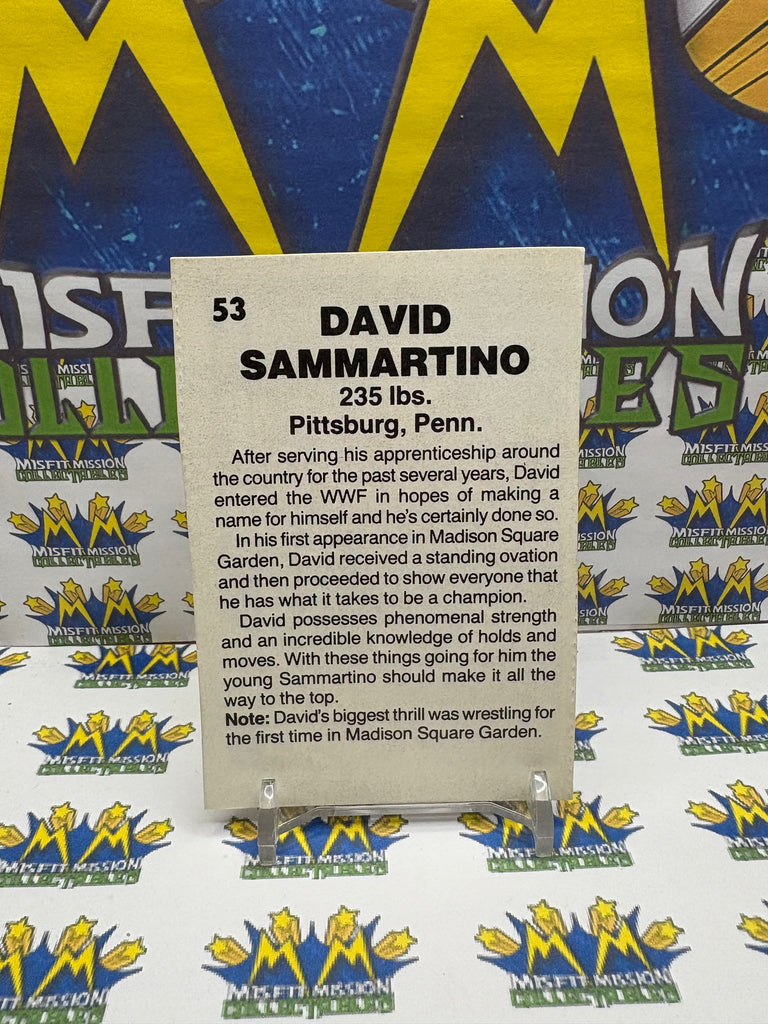 53
DAVID
SAMMARTINO
235 lbs.
Pittsburg, Penn.
After serving his apprenticeship around
the country for the past several years, David
entered the WWF in hopes of making a
name for himself and he's certainly done so.
In his first appearance in Madison Square
Garden, David received a standing ovation
and then proceeded to show everyone that
he has what it takes to be a champion.
David possesses phenomenal strength
and an incredible knowledge of holds and
moves. With these things going for him the
young Sammartino should make it all the
way to the top.
Note: David's biggest thrill was wrestling for
the first time in Madison Square Garden.
MISFIT MISSION
COLLECTIBLES
MISFIT MISSION
COLLECTIBLES
MISFIT MISSION
COLLECTIBLES
MISFIT MISSION
COLLECTIBLES
MISFIT MISSION
COLLECTIBLES
MISFIT MISSION
COLLECTIBLES